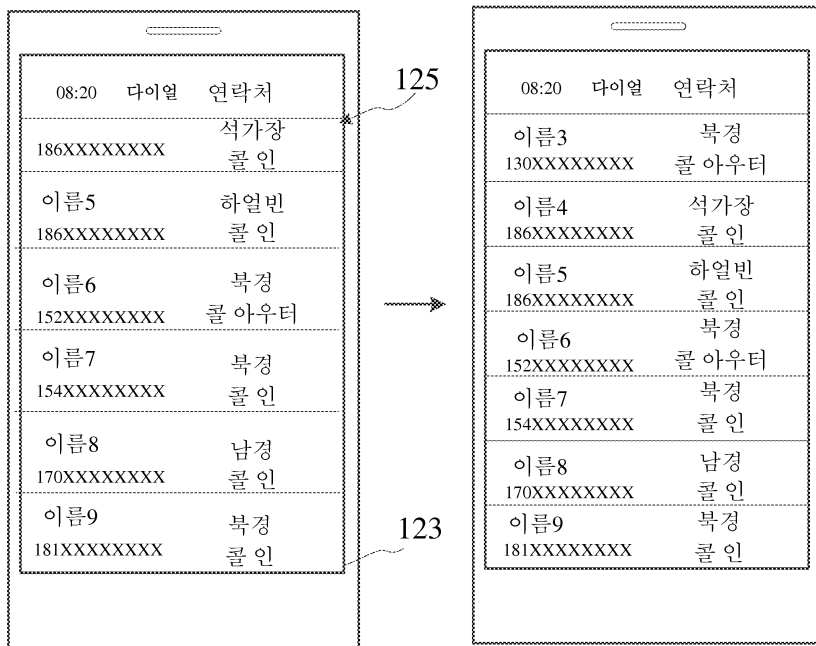 08:20 다이얼 연락처
석가장
186XXXXXXXX
콜 인
이름5 하얼빈
186XXXXXXXX 콜 인
이름6 북경
152XXXXXXXX 콜 아우터
이름7 북경
154XXXXXXXX 콜 인
이름8 남경
170XXXXXXXX 콜 인
이름9 북경
181XXXXXXXX 콜 인
125
123
08:20 다이얼 연락처
이름3 북경
130XXXXXXXX 콜 아우터
이름4 석가장
186XXXXXXXX 콜 인
이름5 하얼빈
186XXXXXXXX 콜 인
이름6 북경
152XXXXXXXX 콜 아우터
이름7 북경
154XXXXXXXX 콜 인
이름8 남경
170XXXXXXXX 콜 인
이름9 북경
181XXXXXXXX 콜 인